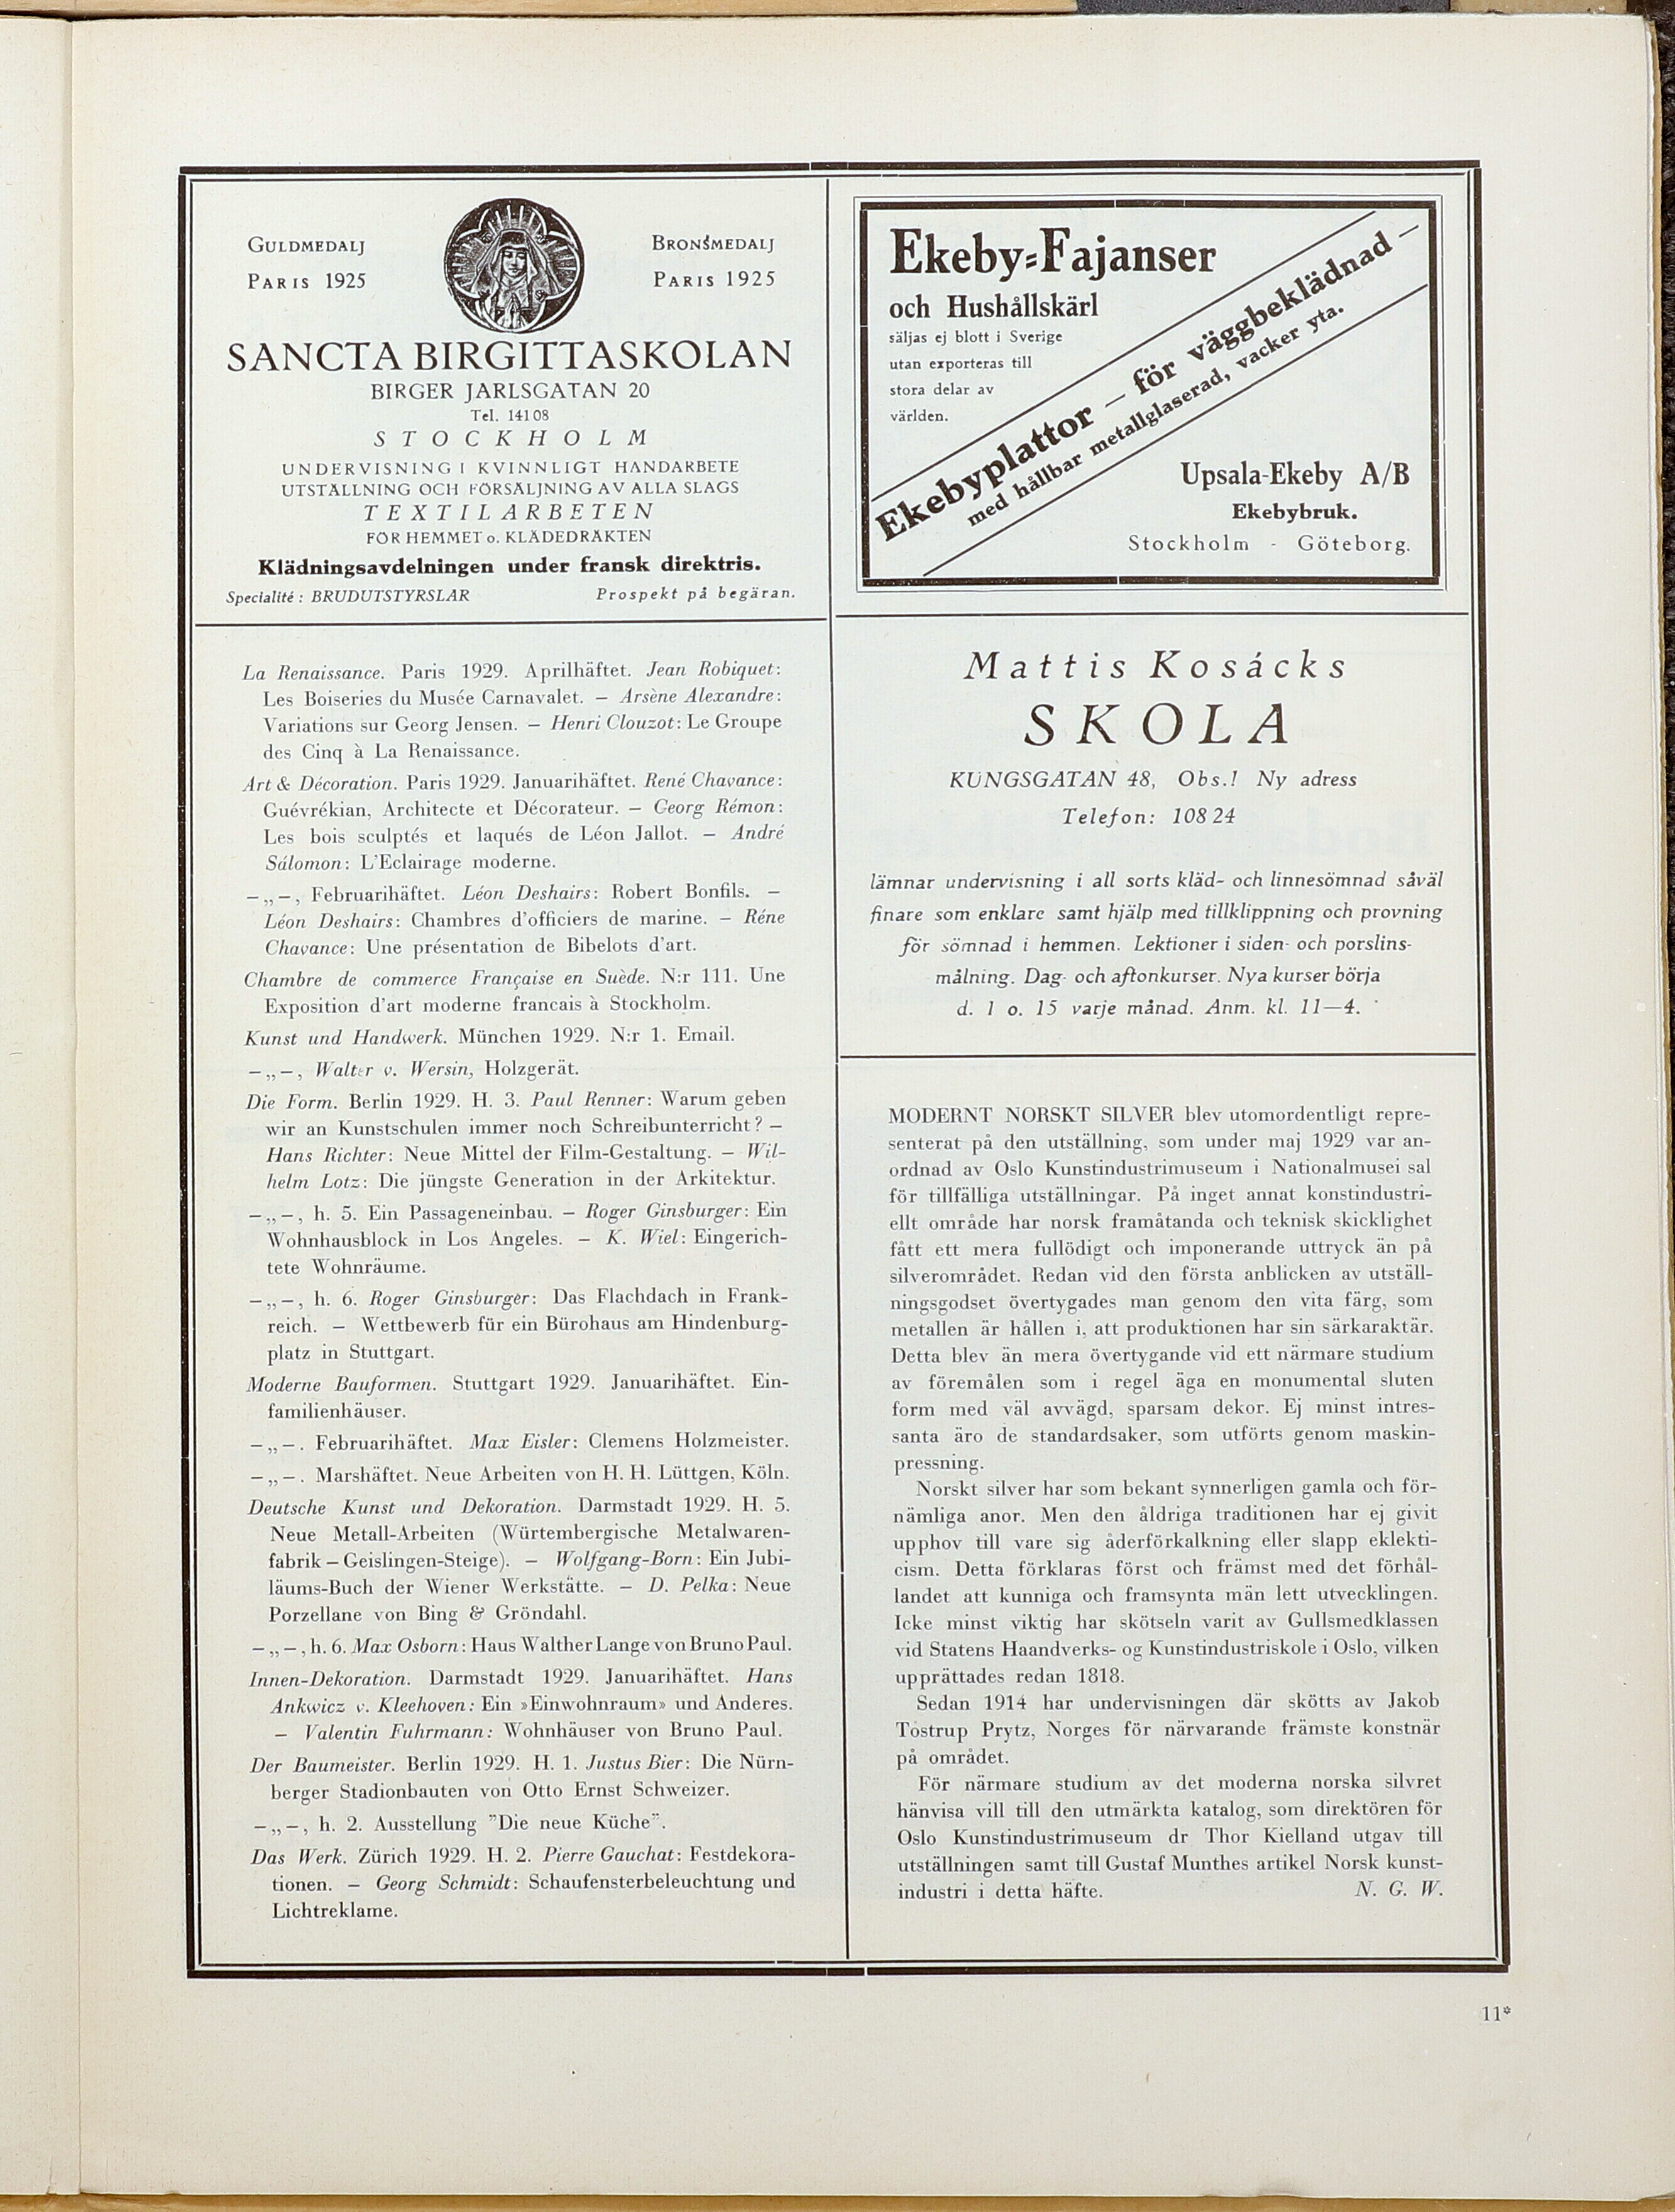 GULDMEDALJ
PARIS 1925
BRONSMEDALJ
PARIS 1925
SANCTA BIRGITTASKOLAN
BIRGER JARLSGATAN 20
Tel. 14108
STOCKHOLM
UNDERVISNING I KVINNLIGT HANDARBETE
UTSTÄLLNING OCH FÖRSÄLJNING AV ALLA SLAGS
TEXTILARBETEN
FÖR HEMMET o. KLÄDEDRÄKTEN
Klädningsavdelningen under fransk direktris.
Specialité: BRUDUTSTYRSLAR Prospekt på begäran.
La Renaissance. Paris 1929. Aprilhäftet. Jean Robiquet:
Les Boiseries du Musée Carnavalet. — Arsène Alexandre:
Variations sur Georg Jensen. — Henri Clouzot: Le Groupe
des Cinq à La Renaissance.
Art & Décoration. Paris 1929. Januarihäftet. René Chavance:
Guévrékian, Architecte et Décorateur. — Georg Rémon:
Les bois sculptés et laqués de Léon Jallot. — André
Sálomon: L'Eclairage moderne.
—„—, Februarihäftet. Léon Deshairs: Robert Bonfils. —
Léon Deshairs: Chambres d'officiers de marine. — Réne
Chavance: Une présentation de Bibelots d'art.
Chambre de commerce Française en Suède. N:r 111. Une
Exposition d'art moderne francais à Stockholm.
Kunst und Handwerk. München 1929. N:r 1. Email.
—„—, Walter v. Wersin, Holzgerät.
Die Form. Berlin 1929. H. 3. Paul Renner: Warum geben
wir an Kunstschulen immer noch Schreibunterricht? —
Hans Richter: Neue Mittel der Film-Gestaltung. — Wil-
helm Lotz: Die jüngste Generation in der Arkitektur.
—„—, h. 5. Ein Passageneinbau. — Roger Ginsburger: Ein
Wohnhausblock in Los Angeles. — K. Wiel: Eingerich-
tete Wohnräume.
—„—, h. 6. Roger Ginsburger: Das Flachdach in Frank-
reich. — Wettbewerb für ein Bürohaus am Hindenburg-
platz in Stuttgart.
Moderne Bauformen. Stuttgart 1929. Januarihäftet. Ein-
familienhäuser.
—„—. Februarihäftet. Max Eisler: Clemens Holzmeister.
—„—. Marshäftet. Neue Arbeiten von H. H. Lüttgen, Köln.
Deutsche Kunst und Dekoration. Darmstadt 1929. H. 5.
Neue Metall-Arbeiten (Würtembergische Metalwaren-
fabrik — Geislingen-Steige). — Wolfgang-Born: Ein Jubi-
läums-Buch der Wiener Werkstätte. — D. Pelka: Neue
Porzellane von Bing & Gröndahl.
—„—, h. 6. Max Osborn: Haus Walther Lange von Bruno Paul.
Innen-Dekoration. Darmstadt 1929. Januarihäftet. Hans
Ankwicz v. Kleehoven: Ein »Einwohnraum» und Anderes.
— Valentin Fuhrmann: Wohnhäuser von Bruno Paul.
Der Baumeister. Berlin 1929. H. 1. Justus Bier: Die Nürn-
berger Stadionbauten von Otto Ernst Schweizer.
—„—, h. 2. Ausstellung "Die neue Küche".
Das Werk. Zürich 1929. H. 2. Pierre Gauchat: Festdekora-
tionen. — Georg Schmidt: Schaufensterbeleuchtung und
Lichtreklame.
Ekeby-Fajanser
och Hushållskärl
säljas ej blott i Sverige
utan exporteras till
stora delar av
världen.
Ekebyplattor — för väggbeklädnad —
med hållbar metallglaserad, vacker yta.
Upsala-Ekeby A/B
Ekebybruk.
Stockholm - Göteborg.
Mattis Kosácks
SKOLA
KUNGSGATAN 48, Obs.! Ny adress
Telefon: 108 24
lämnar undervisning i all sorts kläd- och linnesömnad såväl
finare som enklare samt hjälp med tillklippning och provning
för sömnad i hemmen. Lektioner i siden- och porslins-
målning. Dag- och aftonkurser. Nya kurser börja
d. 1 o. 15 varje månad. Anm. kl. 11—4.
MODERNT NORSKT SILVER blev utomordentligt repre-
senterat på den utställning, som under maj 1929 var an-
ordnad av Oslo Kunstindustrimuseum i Nationalmusei sal
för tillfälliga utställningar. På inget annat konstindustri-
ellt område har norsk framåtanda och teknisk skicklighet
fått ett mera fullödigt och imponerande uttryck än på
silverområdet. Redan vid den första anblicken av utställ-
ningsgodset övertygades man genom den vita färg, som
metallen är hållen i, att produktionen har sin särkaraktär.
Detta blev än mera övertygande vid ett närmare studium
av föremålen som i regel äga en monumental sluten
form med väl avvägd, sparsam dekor. Ej minst intres-
santa äro de standardsaker, som utförts genom maskin-
pressning.
Norskt silver har som bekant synnerligen gamla och för-
nämliga anor. Men den åldriga traditionen har ej givit
upphov till vare sig åderförkalkning eller slapp eklekti-
cism. Detta förklaras först och främst med det förhål-
landet att kunniga och framsynta män lett utvecklingen.
Icke minst viktig har skötseln varit av Gullsmedklassen
vid Statens Haandverks- og Kunstindustriskole i Oslo, vilken
upprättades redan 1818.
Sedan 1914 har undervisningen där skötts av Jakob
Tostrup Prytz, Norges för närvarande främste konstnär
på området.
För närmare studium av det moderna norska silvret
hänvisa vill till den utmärkta katalog, som direktören för
Oslo Kunstindustrimuseum dr Thor Kielland utgav till
utställningen samt till Gustaf Munthes artikel Norsk kunst-
industri i detta häfte. N. G. W.
11*